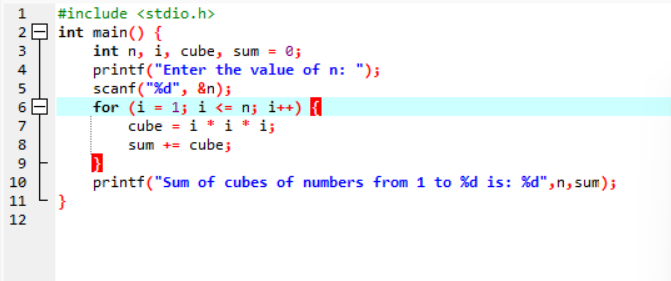 1 #include <stdio.h>
2 int main() {
3 int n, i, cube, sum = 0;
4 printf("Enter the value of n: ");
5 scanf("%d", &n);
6 for (i = 1; i <= n; i++) {
7 cube = i * i * i;
8 sum += cube;
9 }
10 printf("Sum of cubes of numbers from 1 to %d is: %d",n,sum);
11 }
12